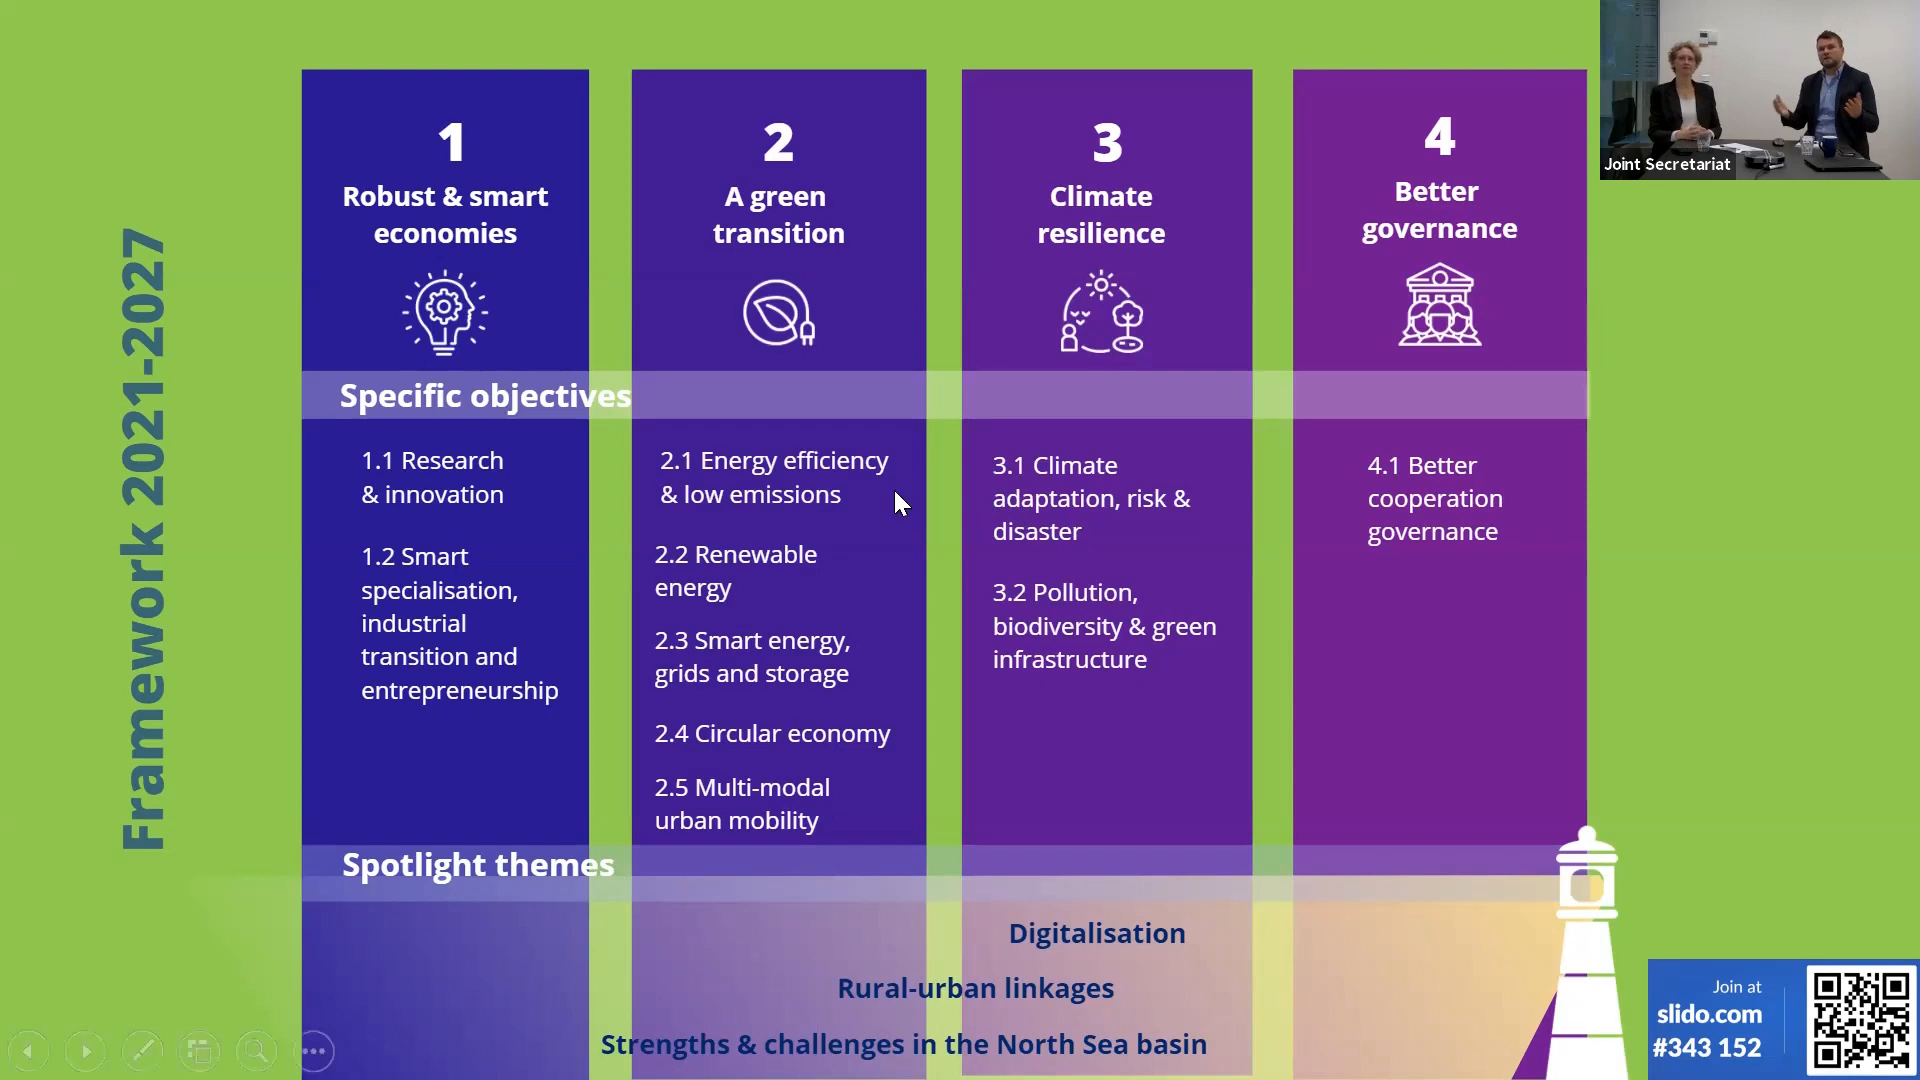 Framework 2021-2027
1
Robust & smart
economies
2
A green
transition
3
Climate
resilience
4
Better
governance
Specific objectives
1.1 Research
& innovation
1.2 Smart
specialisation,
industrial
transition and
entrepreneurship
2.1 Energy efficiency
& low emissions
2.2 Renewable
energy
2.3 Smart energy,
grids and storage
2.4 Circular economy
2.5 Multi-modal
urban mobility
3.1 Climate
adaptation, risk &
disaster
3.2 Pollution,
biodiversity & green
infrastructure
4.1 Better
cooperation
governance
Spotlight themes
Digitalisation
Rural-urban linkages
Strengths & challenges in the North Sea basin
Joint Secretariat
Join at
slido.com
#343 152